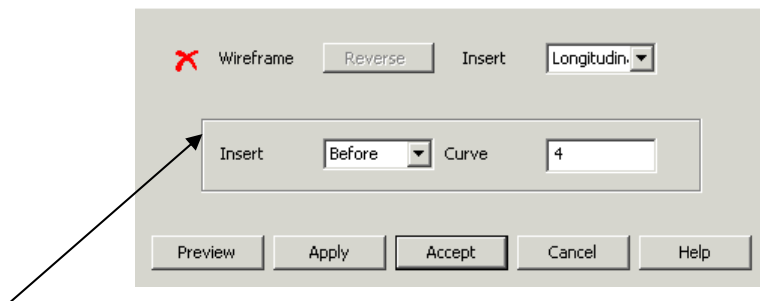 Wireframe Reverse Insert Longitudin
Insert Before Curve 4
Preview Apply Accept Cancel Help